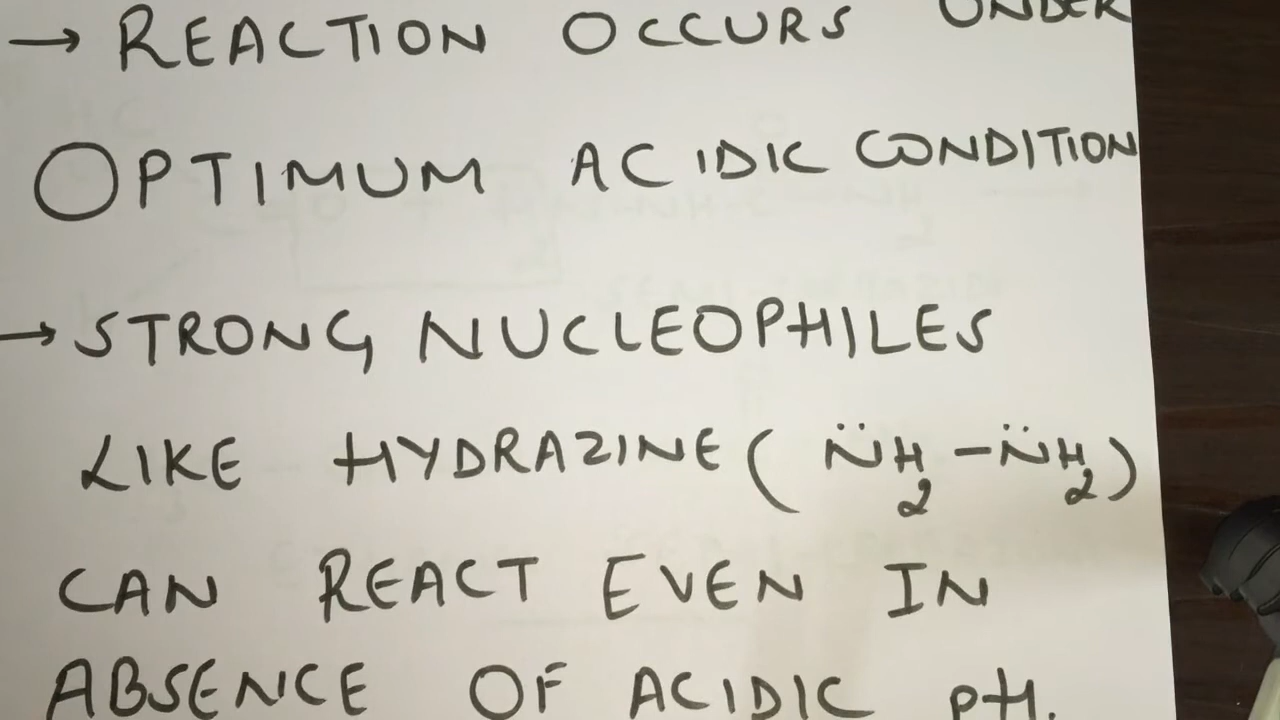 → REACTION OCCURS UNDER
OPTIMUM ACIDIC CONDITION
→ STRONG NUCLEOPHILES
LIKE HYDRAZINE (N̈H₂-N̈H₂)
CAN REACT EVEN IN
ABSENCE OF ACIDIC pH.